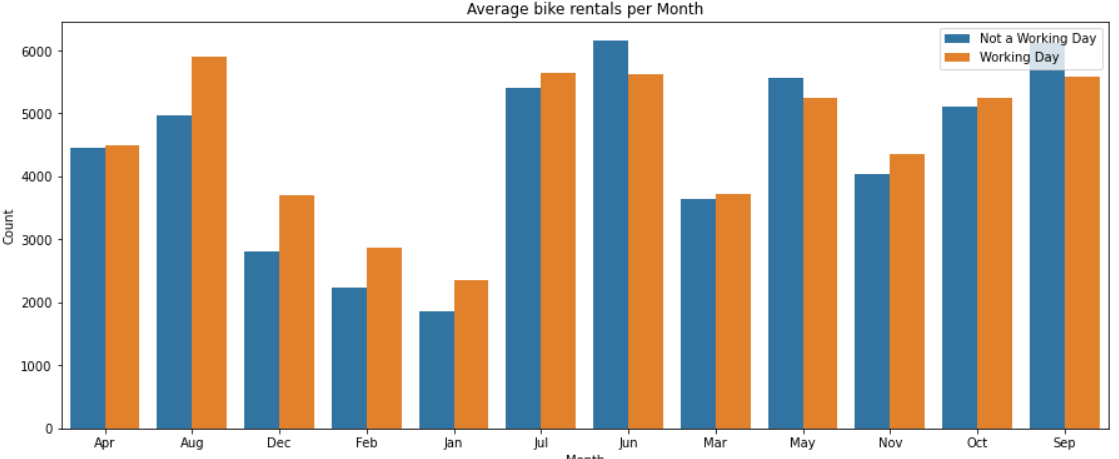 Average bike rentals per Month
Not a Working Day
Working Day
6000
5000
4000
3000
2000
1000
0
Count
Apr Aug Dec Feb Jan Jul Jun Mar May Nov Oct Sep
Month